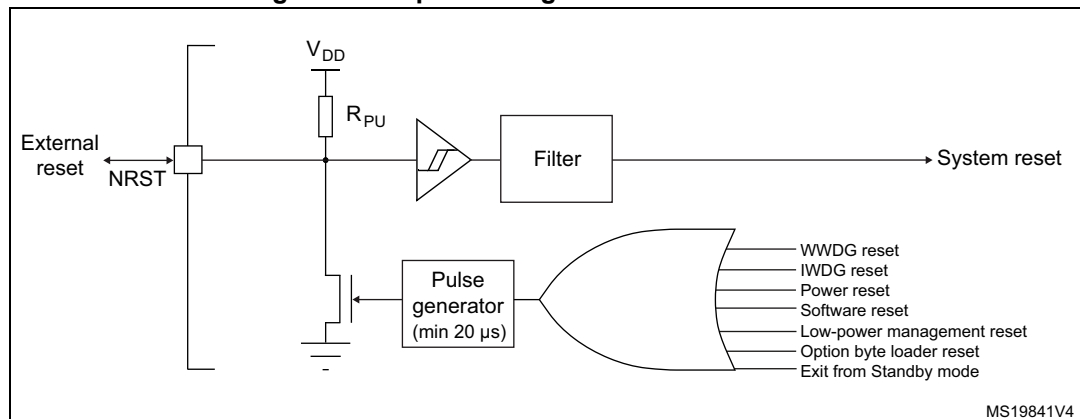 V DD
R PU
External
reset
NRST
Filter
System reset
Pulse
generator
(min 20 µs)
WWDG reset
IWDG reset
Power reset
Software reset
Low-power management reset
Option byte loader reset
Exit from Standby mode
MS19841V4